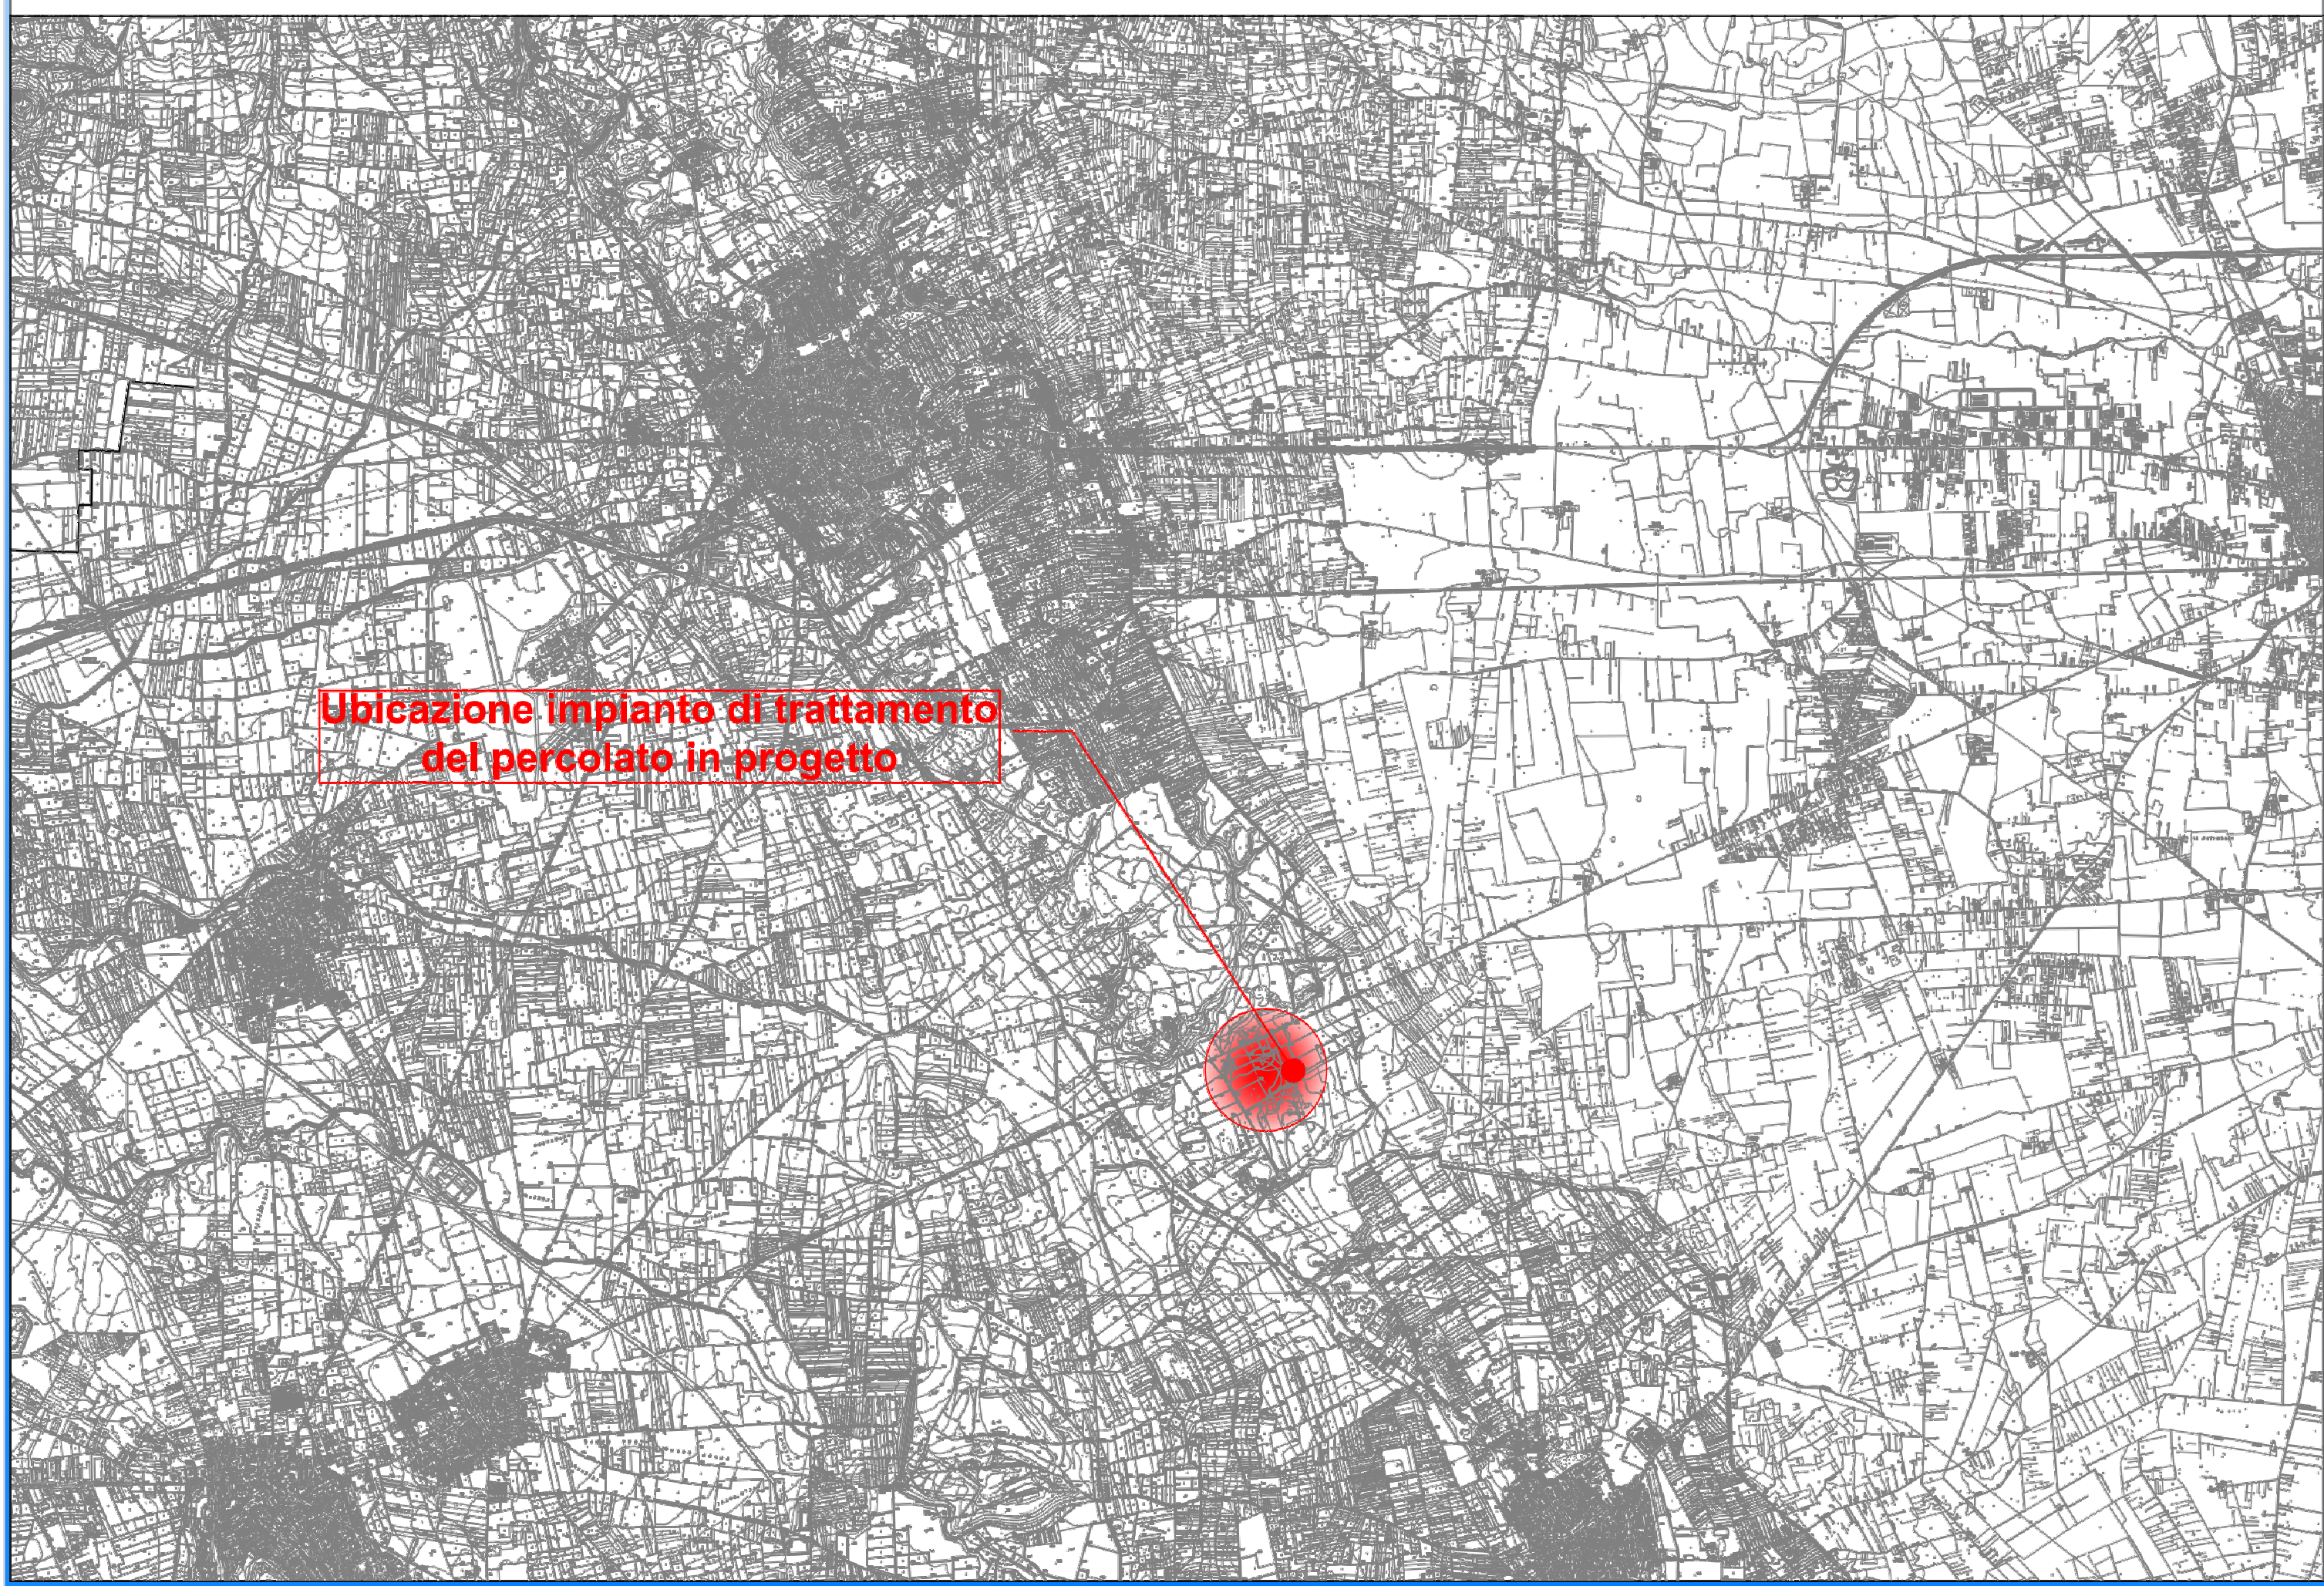 Ubicazione impianto di trattamento
del percolato in progetto